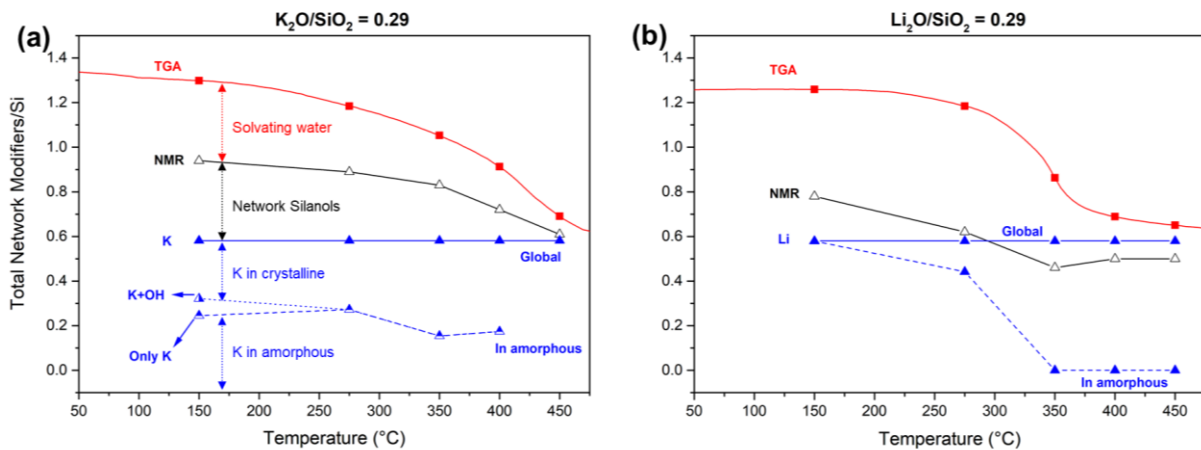 K₂O/SiO₂ = 0.29
(a)
Total Network Modifiers/Si
1.4
1.2
1.0
0.8
0.6
0.4
0.2
0.0
TGA
Solvating water
NMR
Network Silanols
K
Global
K in crystalline
K+OH
Only K
K in amorphous
In amorphous
50 100 150 200 250 300 350 400 450
Temperature (°C)
Li₂O/SiO₂ = 0.29
(b)
1.4
1.2
1.0
0.8
0.6
0.4
0.2
0.0
TGA
NMR
Global
Li
In amorphous
50 100 150 200 250 300 350 400 450
Temperature (°C)